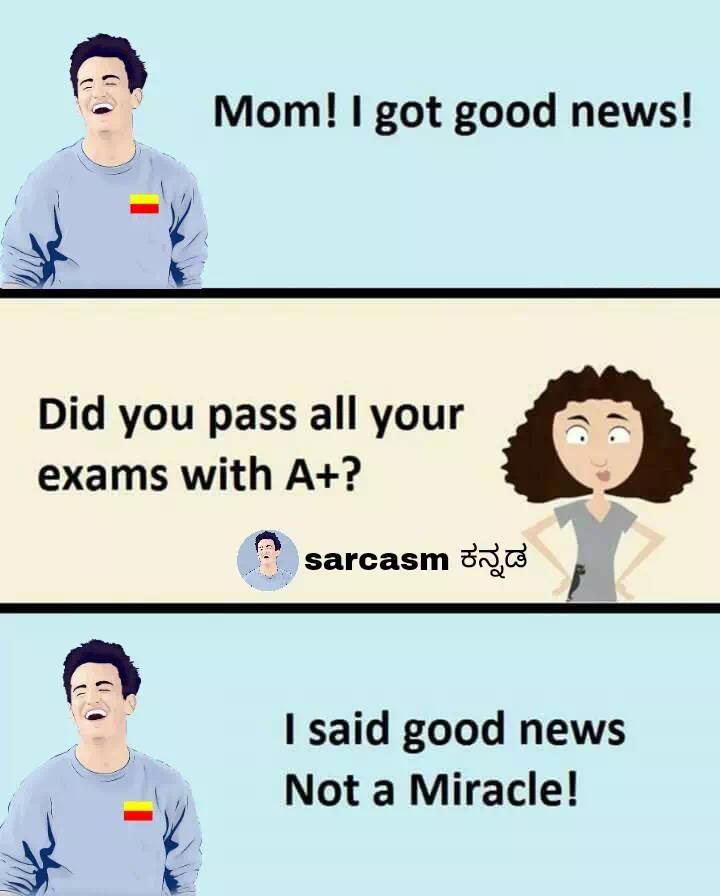 Mom! I got good news!
Did you pass all your
exams with A+?
sarcasm ಕನ್ನಡ
I said good news
Not a Miracle!